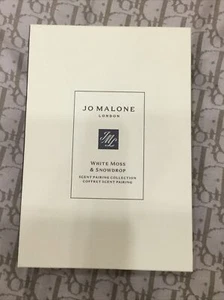 JO MALONE
LONDON
WHITE MOSS
& SNOWDROP
SCENT PAIRING COLLECTION
COFFRET SCENT PAIRING